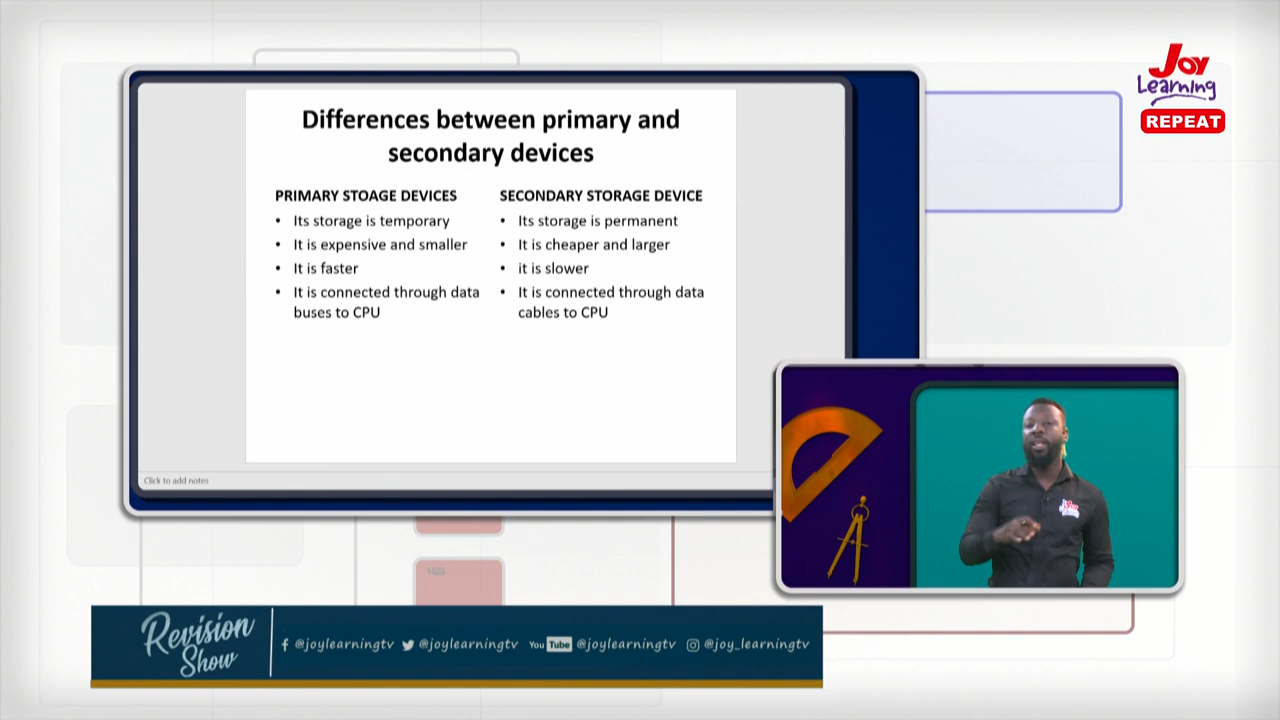 Joy
Learning
REPEAT
Differences between primary and
secondary devices
PRIMARY STOAGE DEVICES
• Its storage is temporary
• It is expensive and smaller
• It is faster
• It is connected through data
buses to CPU
SECONDARY STORAGE DEVICE
• Its storage is permanent
• It is cheaper and larger
• it is slower
• It is connected through data
cables to CPU
Click to add notes
Revision
Show
@joylearningtv @joylearningtv You Tube @joylearningtv @joy_learningtv